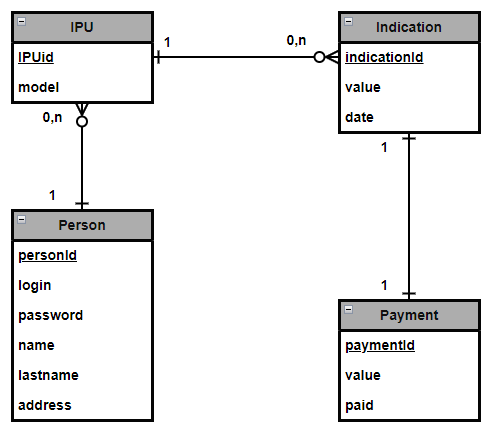 IPU
IPUid
model
1
0,n
Indication
indicationId
value
date
0,n
1
1
1
Person
personId
login
password
name
lastname
address
Payment
paymentId
value
paid